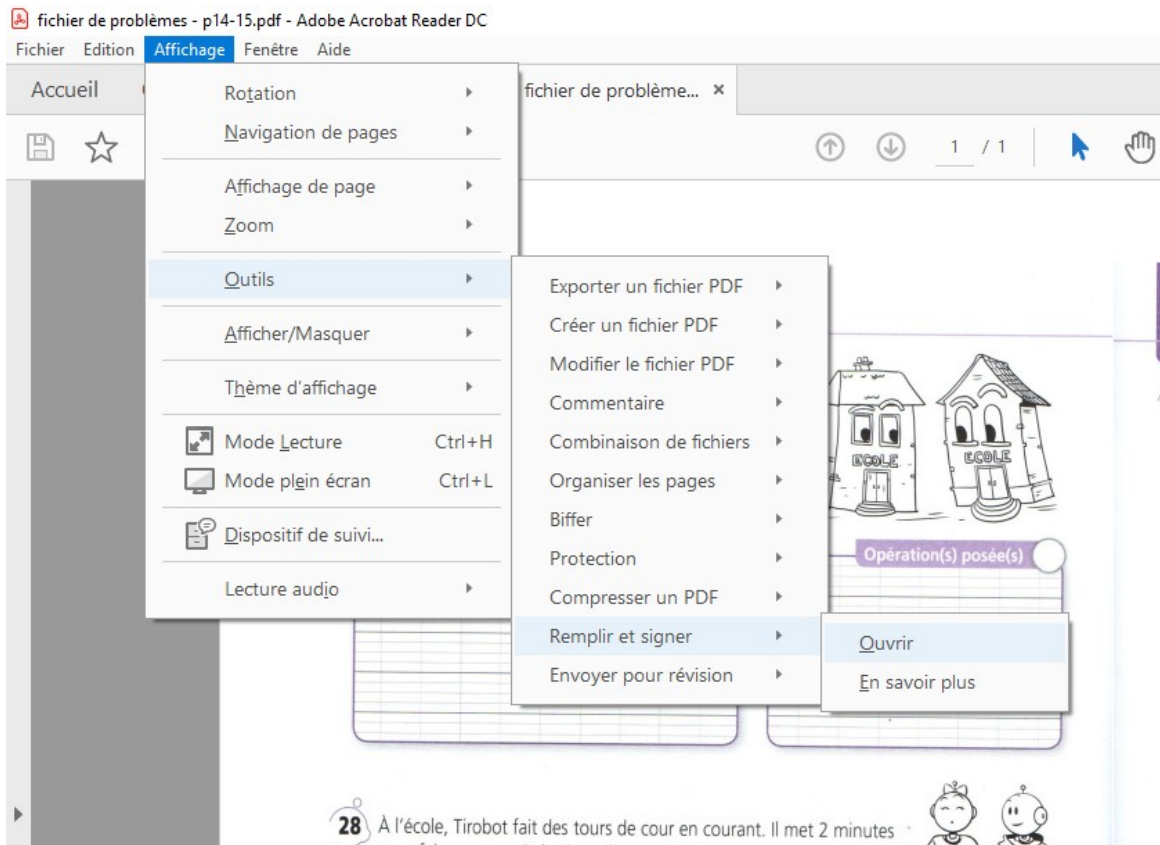 fichier de problèmes - p14-15.pdf - Adobe Acrobat Reader DC
Fichier Edition Affichage Fenêtre Aide
Accueil
fichier de problème... ×
1 / 1
Rotation
Navigation de pages
Affichage de page
Zoom
Outils
Afficher/Masquer
Thème d'affichage
Mode Lecture Ctrl+H
Mode plein écran Ctrl+L
Dispositif de suivi...
Lecture audio
Exporter un fichier PDF
Créer un fichier PDF
Modifier le fichier PDF
Commentaire
Combinaison de fichiers
Organiser les pages
Biffer
Protection
Compresser un PDF
Remplir et signer
Envoyer pour révision
Ouvrir
En savoir plus
ECOLE
ECOLE
Opération(s) posée(s)
28 À l'école, Tirobot fait des tours de cour en courant. Il met 2 minutes